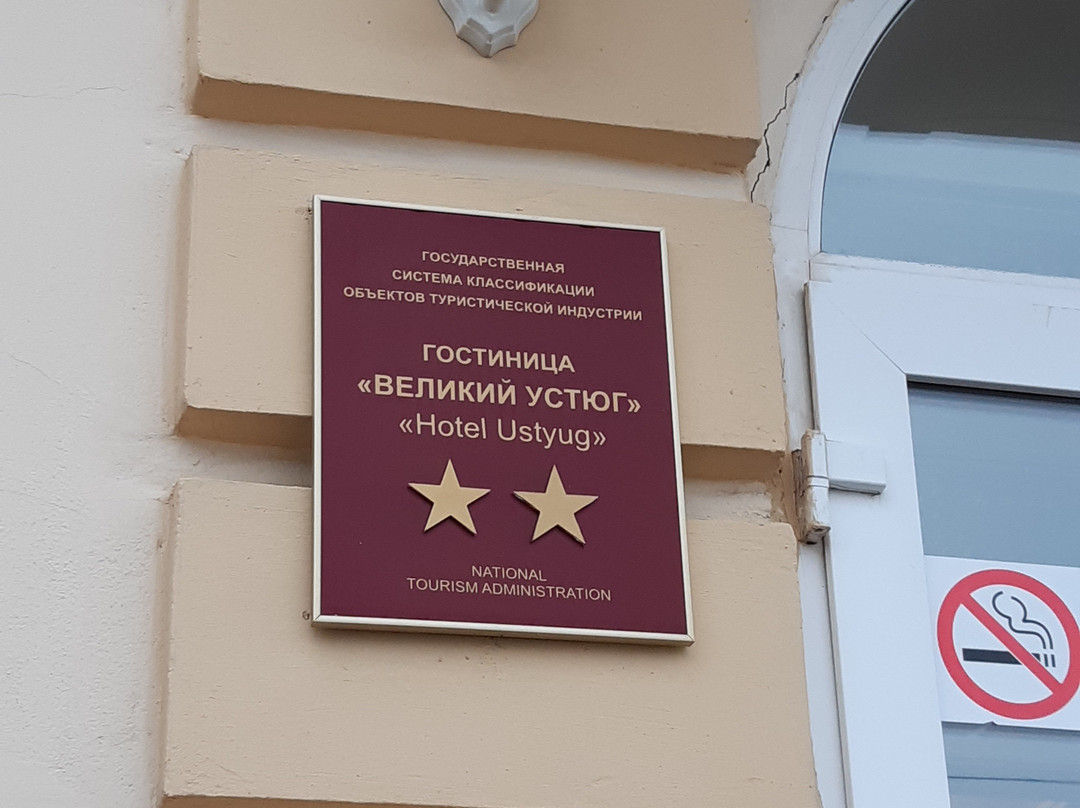 ГОСУДАРСТВЕННАЯ
СИСТЕМА КЛАССИФИКАЦИИ
ОБЪЕКТОВ ТУРИСТИЧЕСКОЙ ИНДУСТРИИ
ГОСТИНИЦА
«ВЕЛИКИЙ УСТЮГ»
«Hotel Ustyug»
NATIONAL
TOURISM ADMINISTRATION